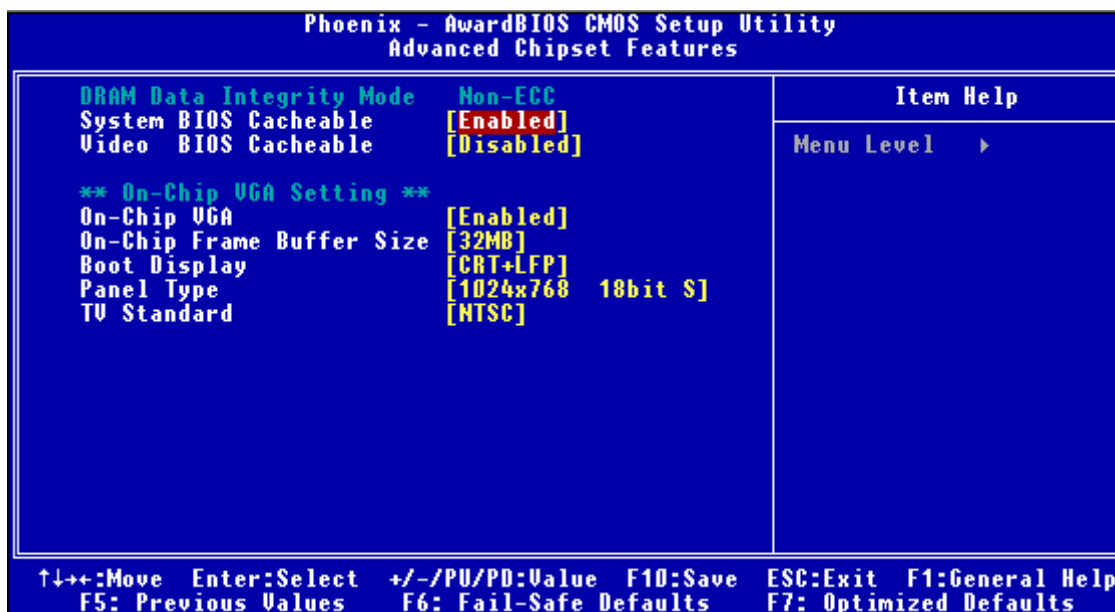 Phoenix - AwardBIOS CMOS Setup Utility
Advanced Chipset Features
DRAM Data Integrity Mode Non-ECC
System BIOS Cacheable [Enabled]
Video BIOS Cacheable [Disabled]
** On-Chip VGA Setting **
On-Chip VGA [Enabled]
On-Chip Frame Buffer Size [32MB]
Boot Display [CRT+LFP]
Panel Type [1024x768 18bit S]
TV Standard [NTSC]
Item Help
Menu Level ▸
↑↓→←:Move Enter:Select +/-/PU/PD:Value F10:Save ESC:Exit F1:General Help
F5: Previous Values F6: Fail-Safe Defaults F7: Optimized Defaults